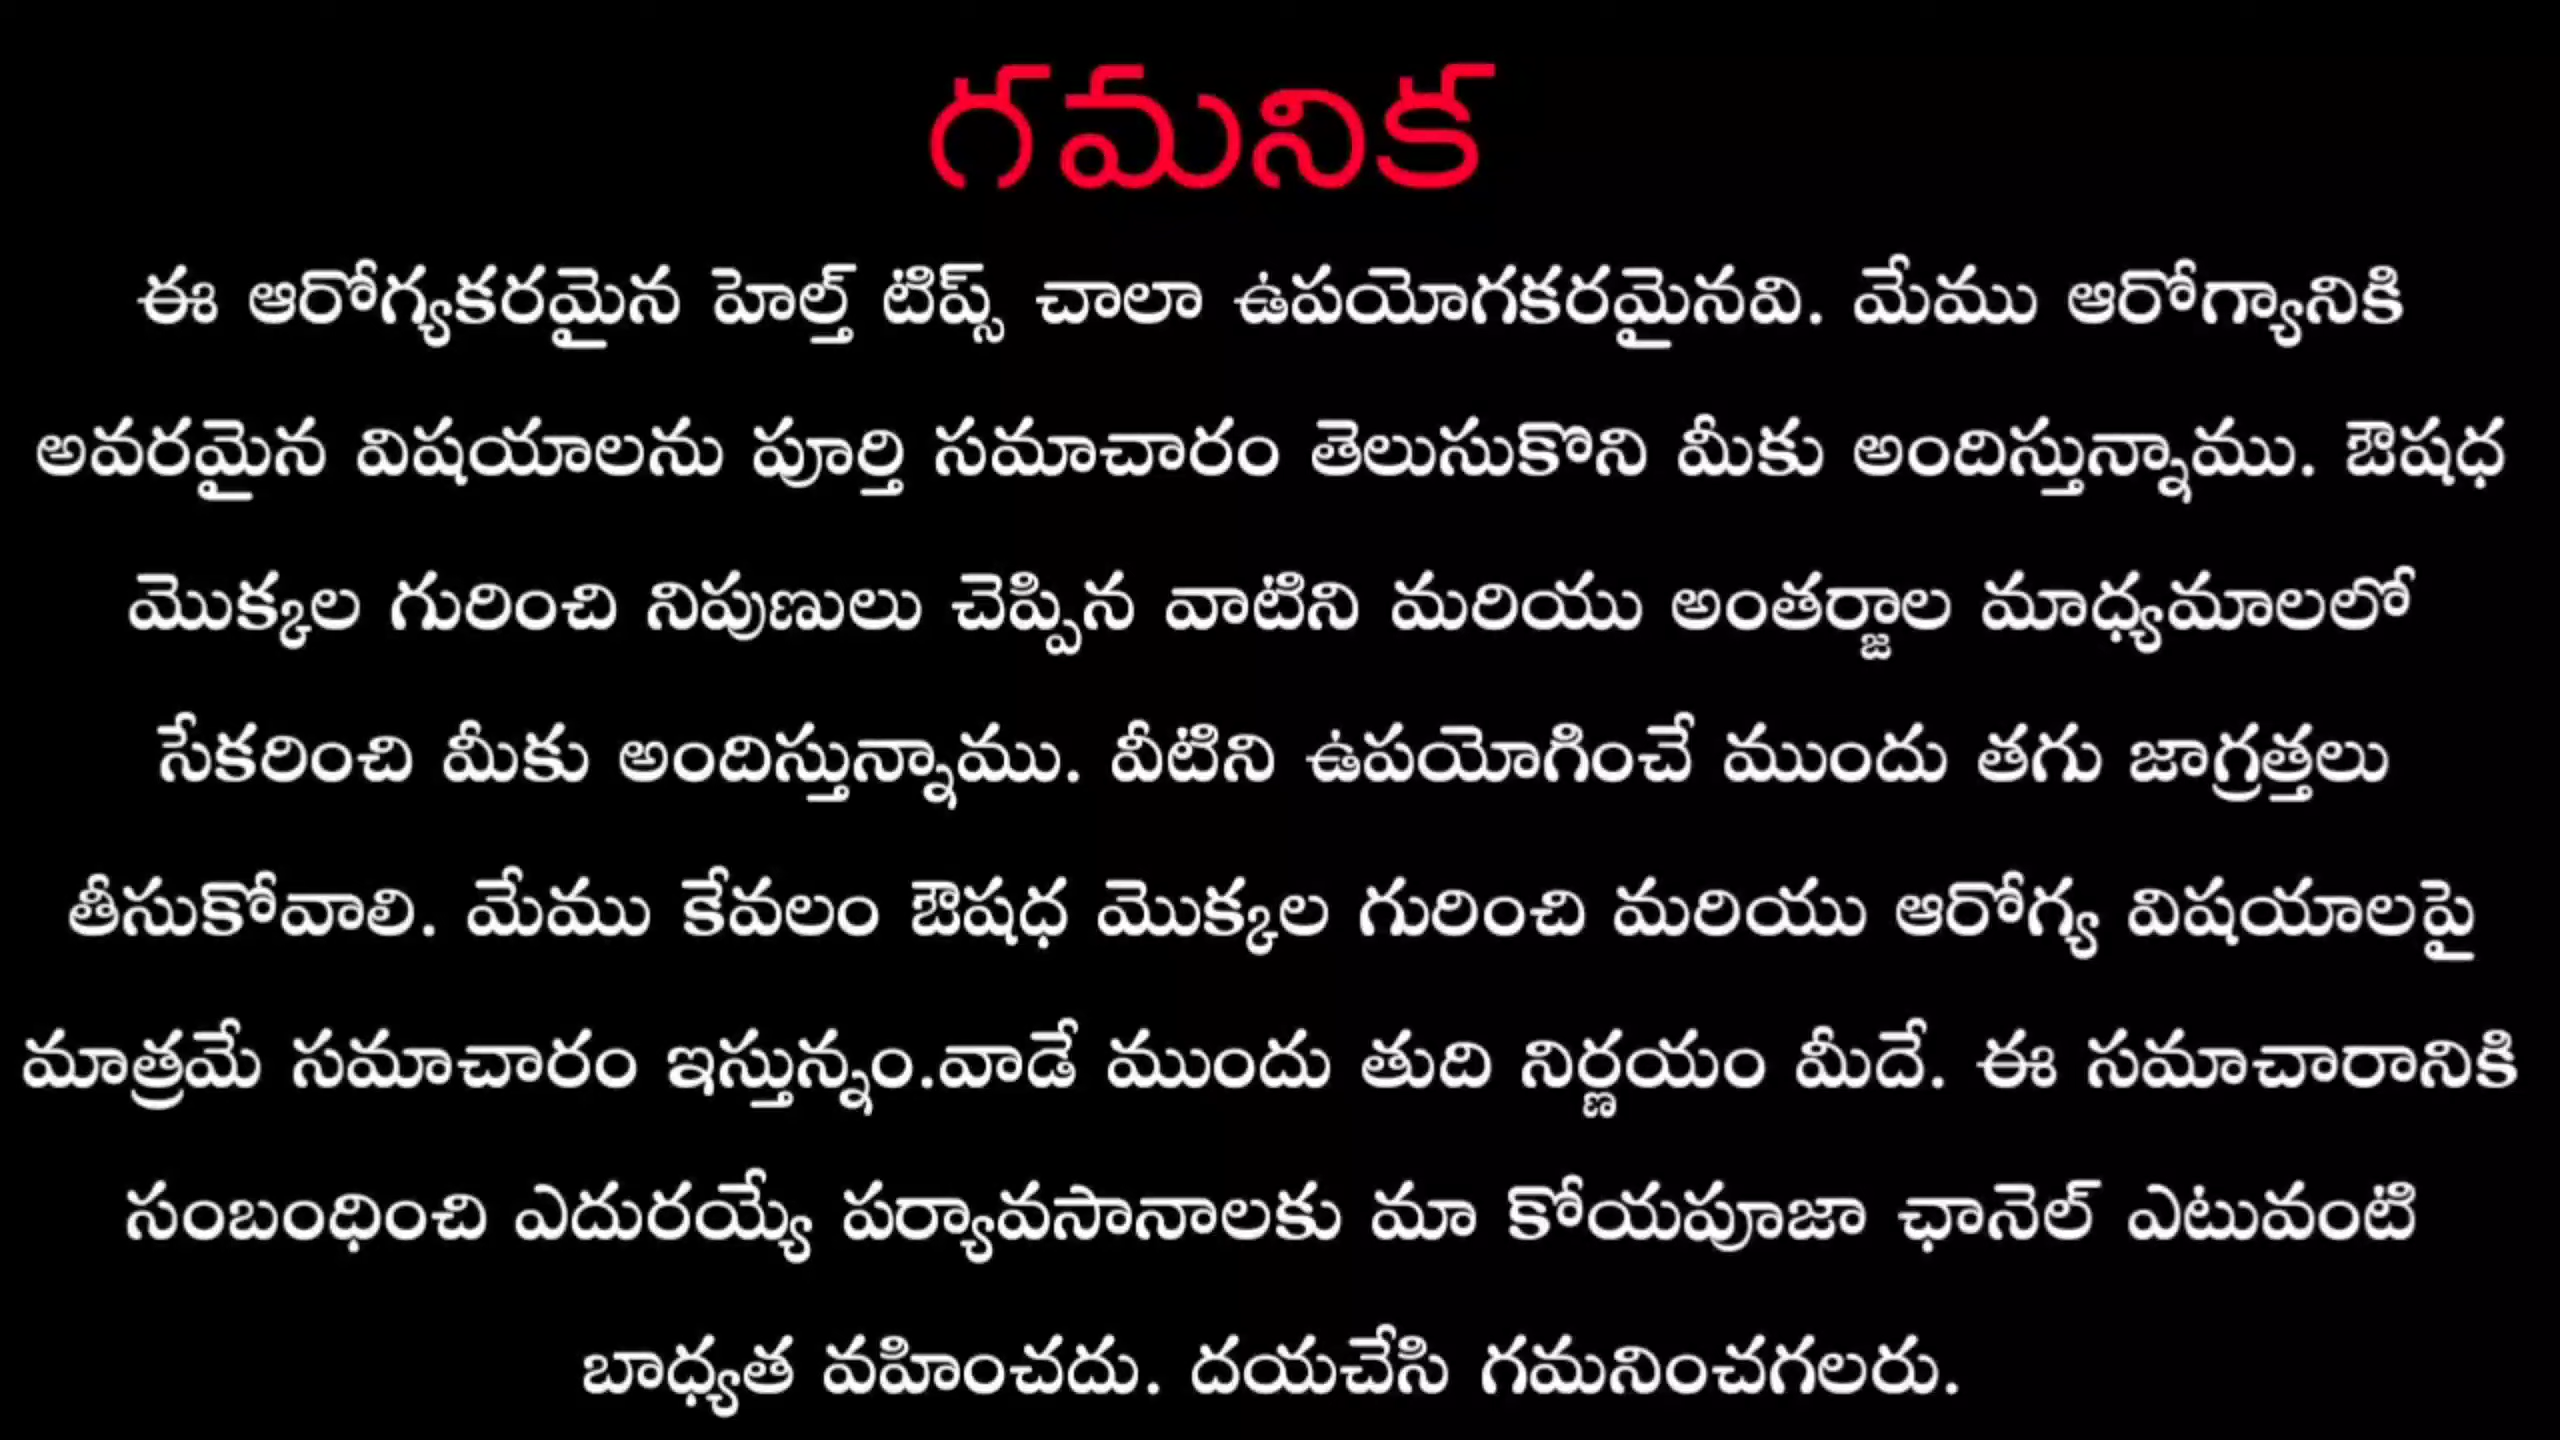 గమనిక
ఈ ఆరోగ్యకరమైన హెల్త్ టిప్స్ చాలా ఉపయోగకరమైనవి. మేము ఆరోగ్యానికి
అవరమైన విషయాలను పూర్తి సమాచారం తెలుసుకొని మీకు అందిస్తున్నాము. ఔషధ
మొక్కల గురించి నిపుణులు చెప్పిన వాటిని మరియు అంతర్జాల మాధ్యమాలలో
సేకరించి మీకు అందిస్తున్నాము. వీటిని ఉపయోగించే ముందు తగు జాగ్రత్తలు
తీసుకోవాలి. మేము కేవలం ఔషధ మొక్కల గురించి మరియు ఆరోగ్య విషయాలపై
మాత్రమే సమాచారం ఇస్తున్నం.వాడే ముందు తుది నిర్ణయం మీదే. ఈ సమాచారానికి
సంబంధించి ఎదురయ్యే పర్యావసానాలకు మా కోయపూజా ఛానెల్ ఎటువంటి
బాధ్యత వహించదు. దయచేసి గమనించగలరు.